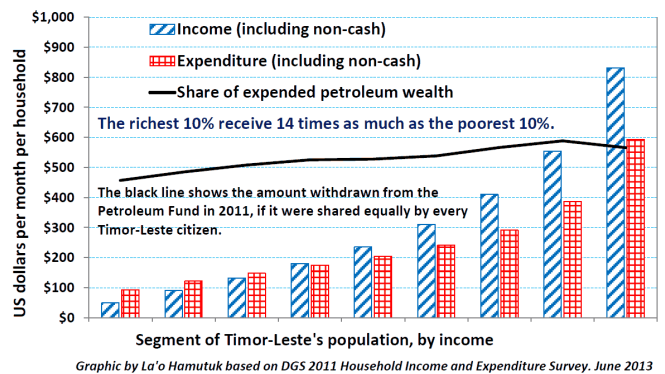 $1,000
$900
$800
$700
$600
$500
$400
$300
$200
$100
$0
US dollars per month per household
Income (including non-cash)
Expenditure (including non-cash)
Share of expended petroleum wealth
The richest 10% receive 14 times as much as the poorest 10%.
The black line shows the amount withdrawn from the
Petroleum Fund in 2011, if it were shared equally by every
Timor-Leste citizen.
Segment of Timor-Leste's population, by income
Graphic by La'o Hamutuk based on DGS 2011 Household Income and Expenditure Survey. June 2013